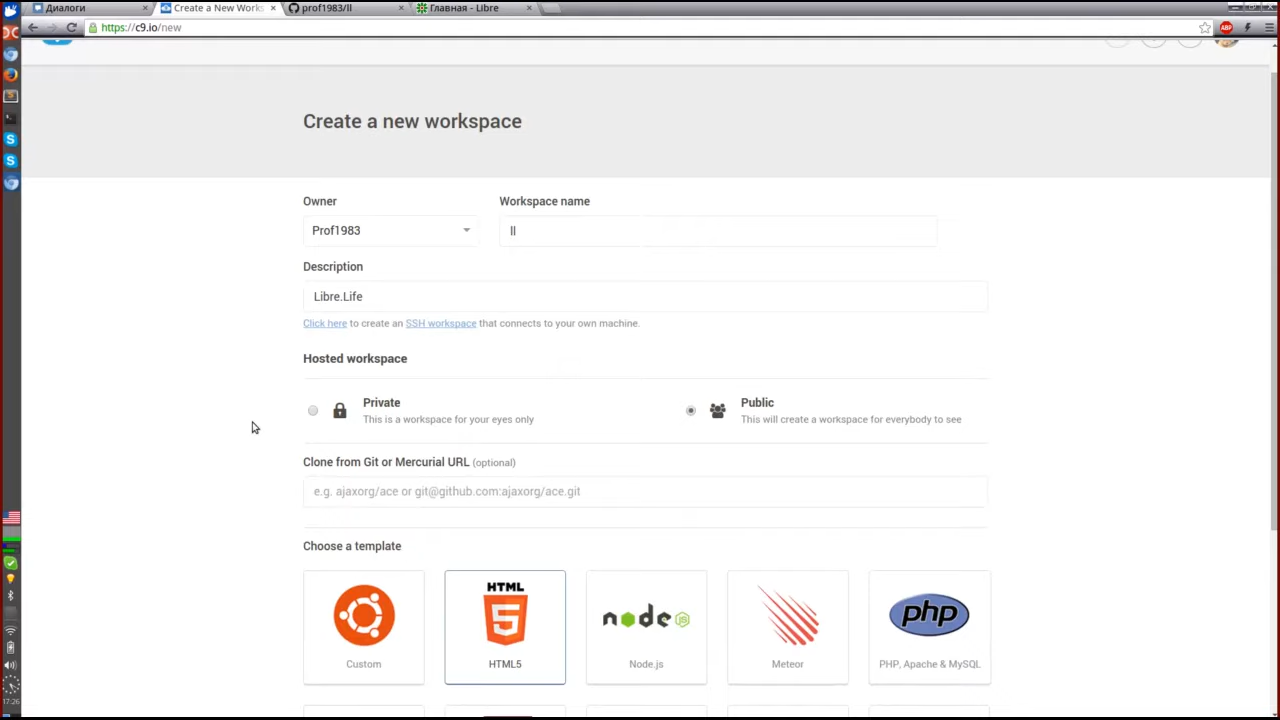 Диалоги
Create a New Works
prof1983/ll
Главная - Libre
https://c9.io/new
ABP
Create a new workspace
Owner
Workspace name
Prof1983
ll
Description
Libre.Life
Click here to create an SSH workspace that connects to your own machine.
Hosted workspace
Private
This is a workspace for your eyes only
Public
This will create a workspace for everybody to see
Clone from Git or Mercurial URL (optional)
e.g. ajaxorg/ace or git@github.com:ajaxorg/ace.git
Choose a template
HTML
5
node
JS
php
Custom
HTML5
Node.js
Meteor
PHP, Apache & MySQL
17:26